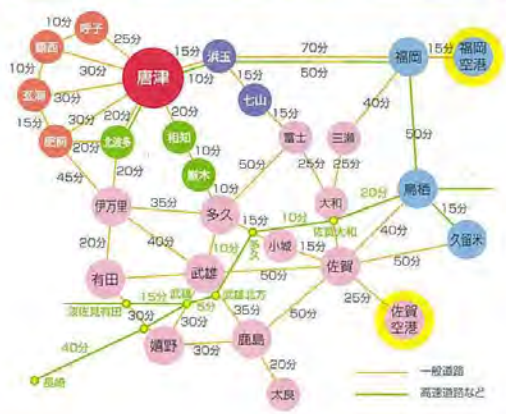 呼子
10分
25分
鎮西
10分
30分
唐津
15分
10分
浜玉
70分
50分
福岡
15分
福岡
空港
玄海
30分
15分
七山
15分
15分
30分
20分
20分
40分
50分
肥前
20分
北波多
相知
10分
富士
三瀬
厳木
45分
20分
10分
50分
25分
25分
鳥栖
20分
伊万里
35分
多久
大和
10分
15分
多久
佐賀大和
15分
久留米
20分
40分
10分
小城
15分
40分
有田
武雄
50分
佐賀
50分
波佐見有田
15分
武雄
5分
武雄北方
25分
佐賀
空港
30分
30分
35分
50分
40分
嬉野
30分
鹿島
長崎
20分
太良
一般道路
高速道路など